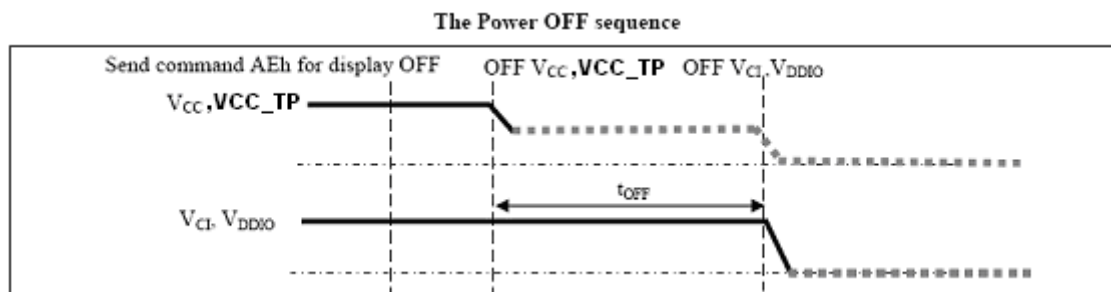 The Power OFF sequence
Send command AEh for display OFF OFF VCC,VCC_TP OFF VCI,VDDIO
VCC,VCC_TP
tOFF
VCI, VDDIO